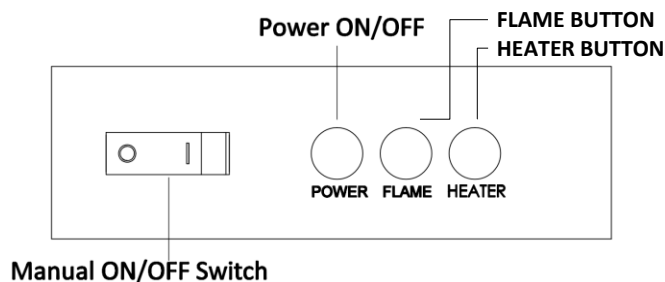 FLAME BUTTON
Power ON/OFF
HEATER BUTTON
POWER FLAME HEATER
Manual ON/OFF Switch